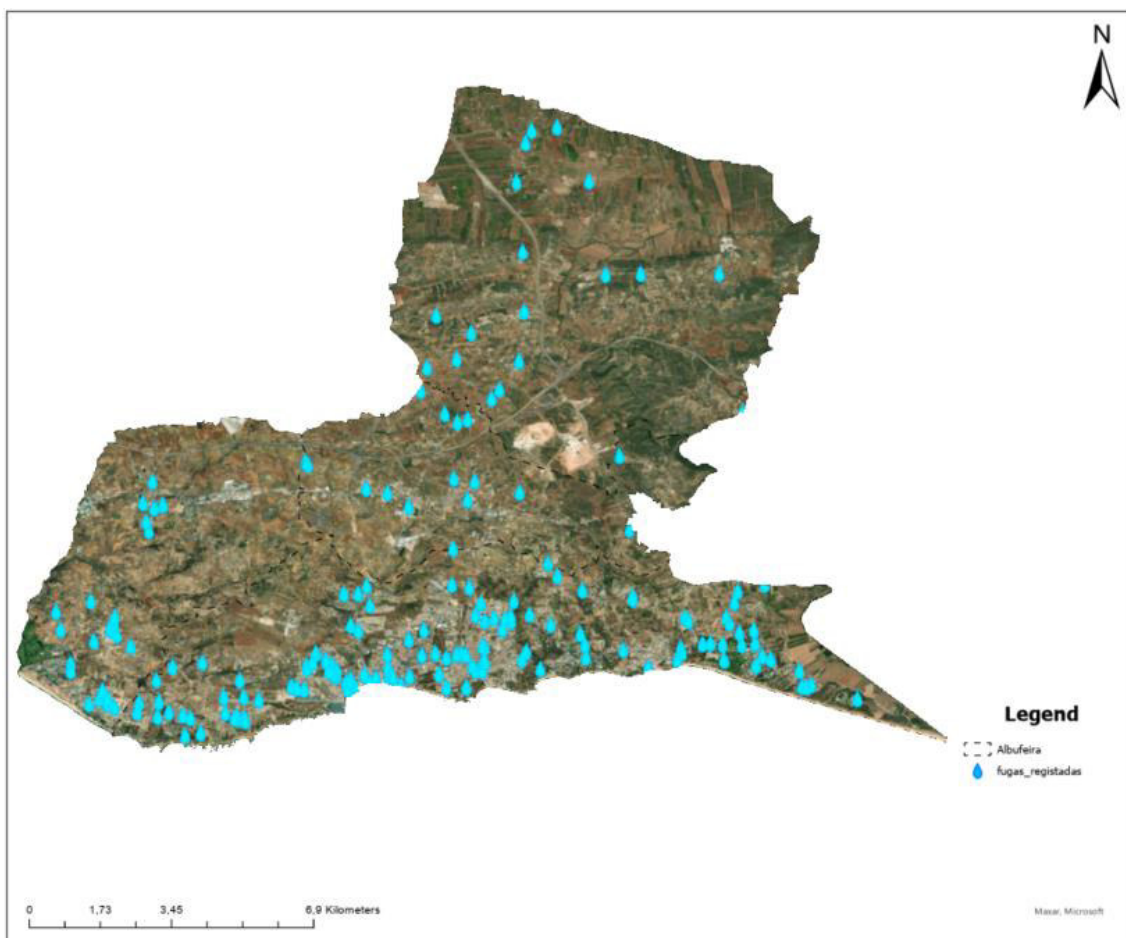 N
Legend
Albufeira
fugas_registadas
0 1,73 3,45 6,9 Kilometers
Maxar, Microsoft